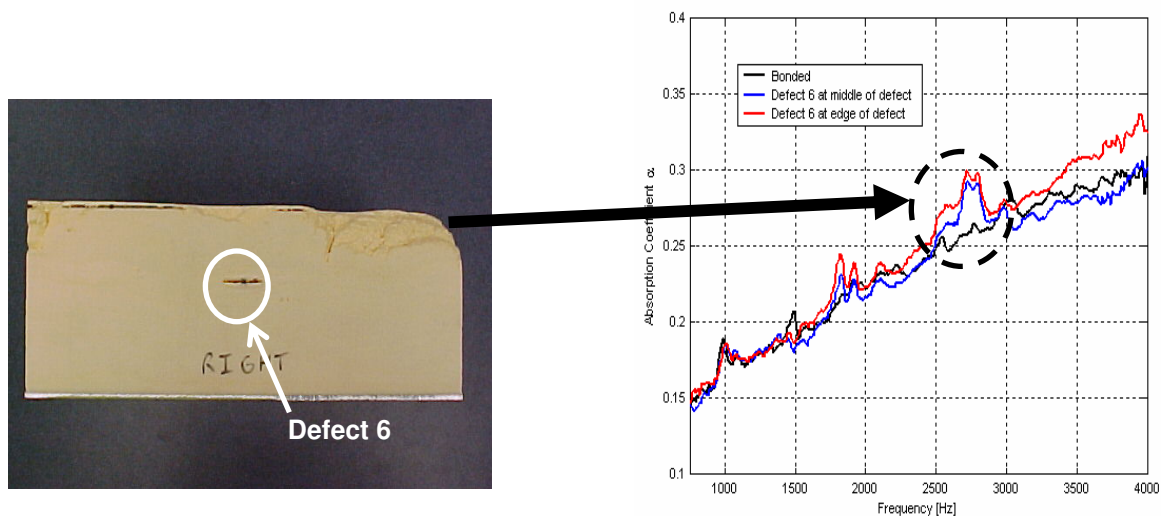 RIGHT
Defect 6
0.4
0.35
0.3
0.25
0.2
0.15
0.1
Absorption Coefficient α
Bonded
Defect 6 at middle of defect
Defect 6 at edge of defect
1000 1500 2000 2500 3000 3500 4000
Frequency [Hz]